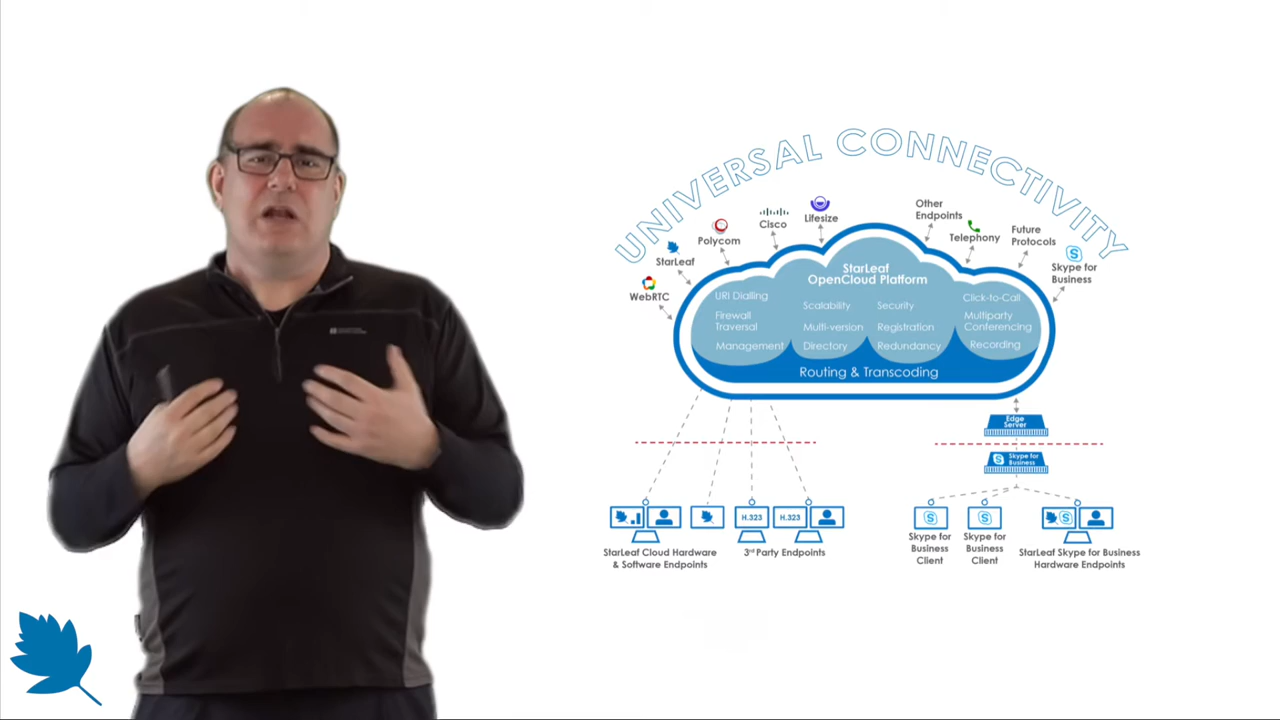 UNIVERSAL CONNECTIVITY
WebRTC
StarLeaf
Polycom
Cisco
Lifesize
Other
Endpoints
Telephony
Future
Protocols
Skype for
Business
StarLeaf
OpenCloud Platform
URI Dialling
Firewall
Traversal
Management
Scalability
Multi-version
Directory
Security
Registration
Redundancy
Click-to-Call
Multiparty
Conferencing
Recording
Routing & Transcoding
Edge
Server
Skype for
Business
H.323
H.323
StarLeaf Cloud Hardware
& Software Endpoints
3rd Party Endpoints
Skype for
Business
Client
Skype for
Business
Client
StarLeaf Skype for Business
Hardware Endpoints